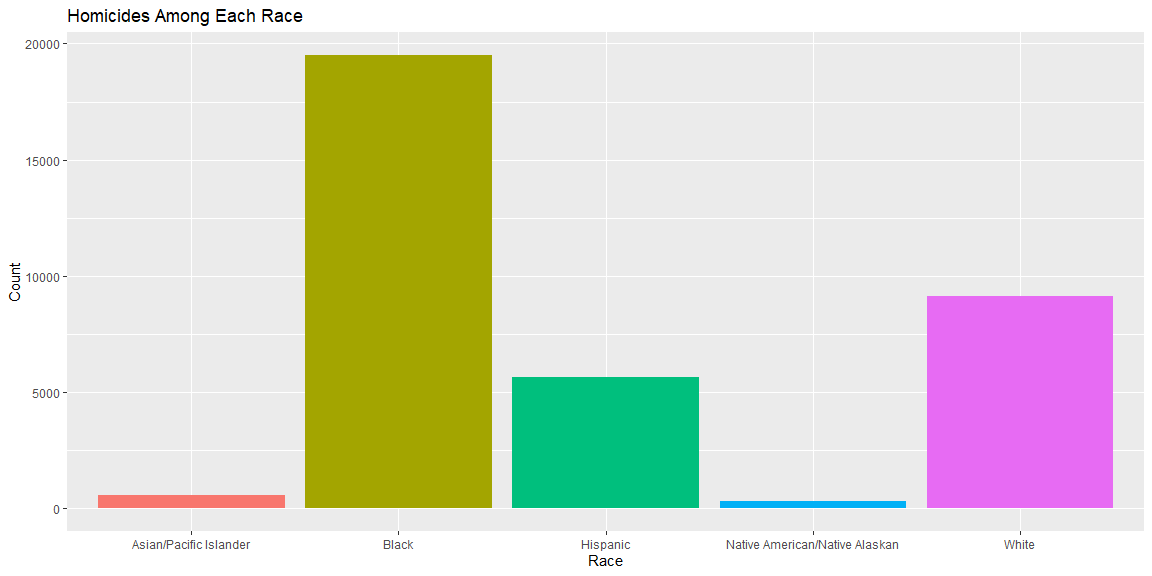 Homicides Among Each Race
Count
20000
15000
10000
5000
0
Asian/Pacific Islander
Black
Hispanic
Native American/Native Alaskan
White
Race